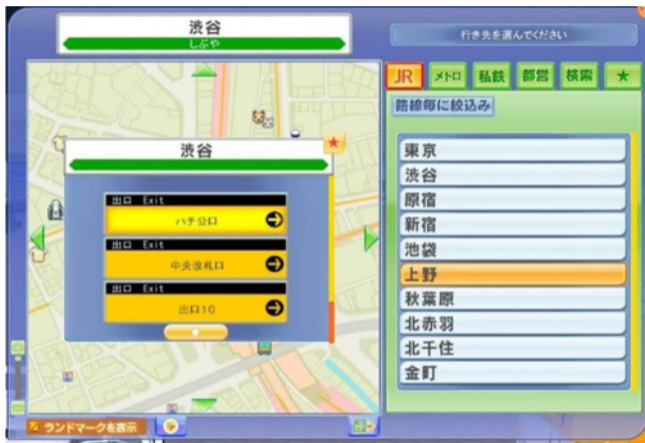 渋谷
しぶや
行き先を選んでください
JR メトロ 私鉄 都営 検索 ★
路線毎に絞込み
渋谷
出口 Exit
ハチ公口
出口 Exit
中央改札口
出口 Exit
出口10
東京
渋谷
原宿
新宿
池袋
上野
秋葉原
北赤羽
北千住
金町
ランドマークを表示